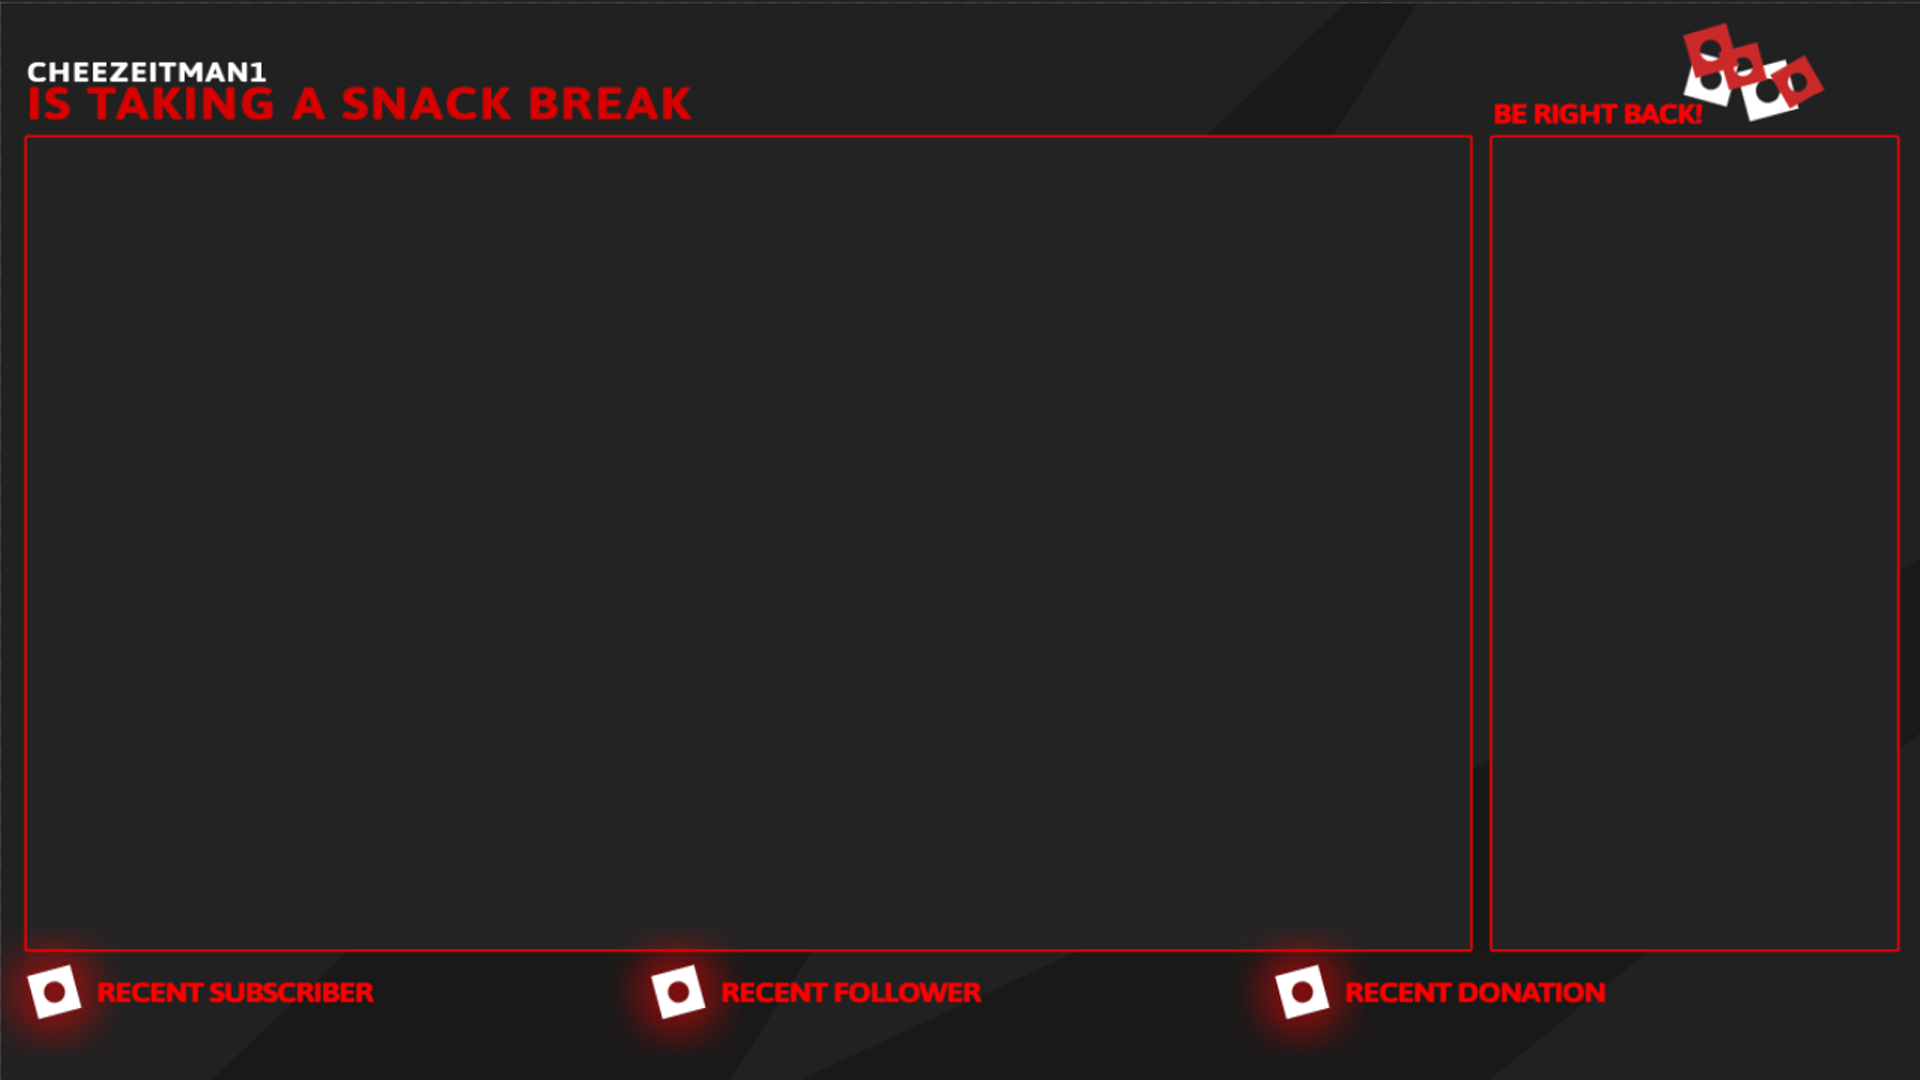 CHEEZEITMAN1
IS TAKING A SNACK BREAK
BE RIGHT BACK!
RECENT SUBSCRIBER
RECENT FOLLOWER
RECENT DONATION